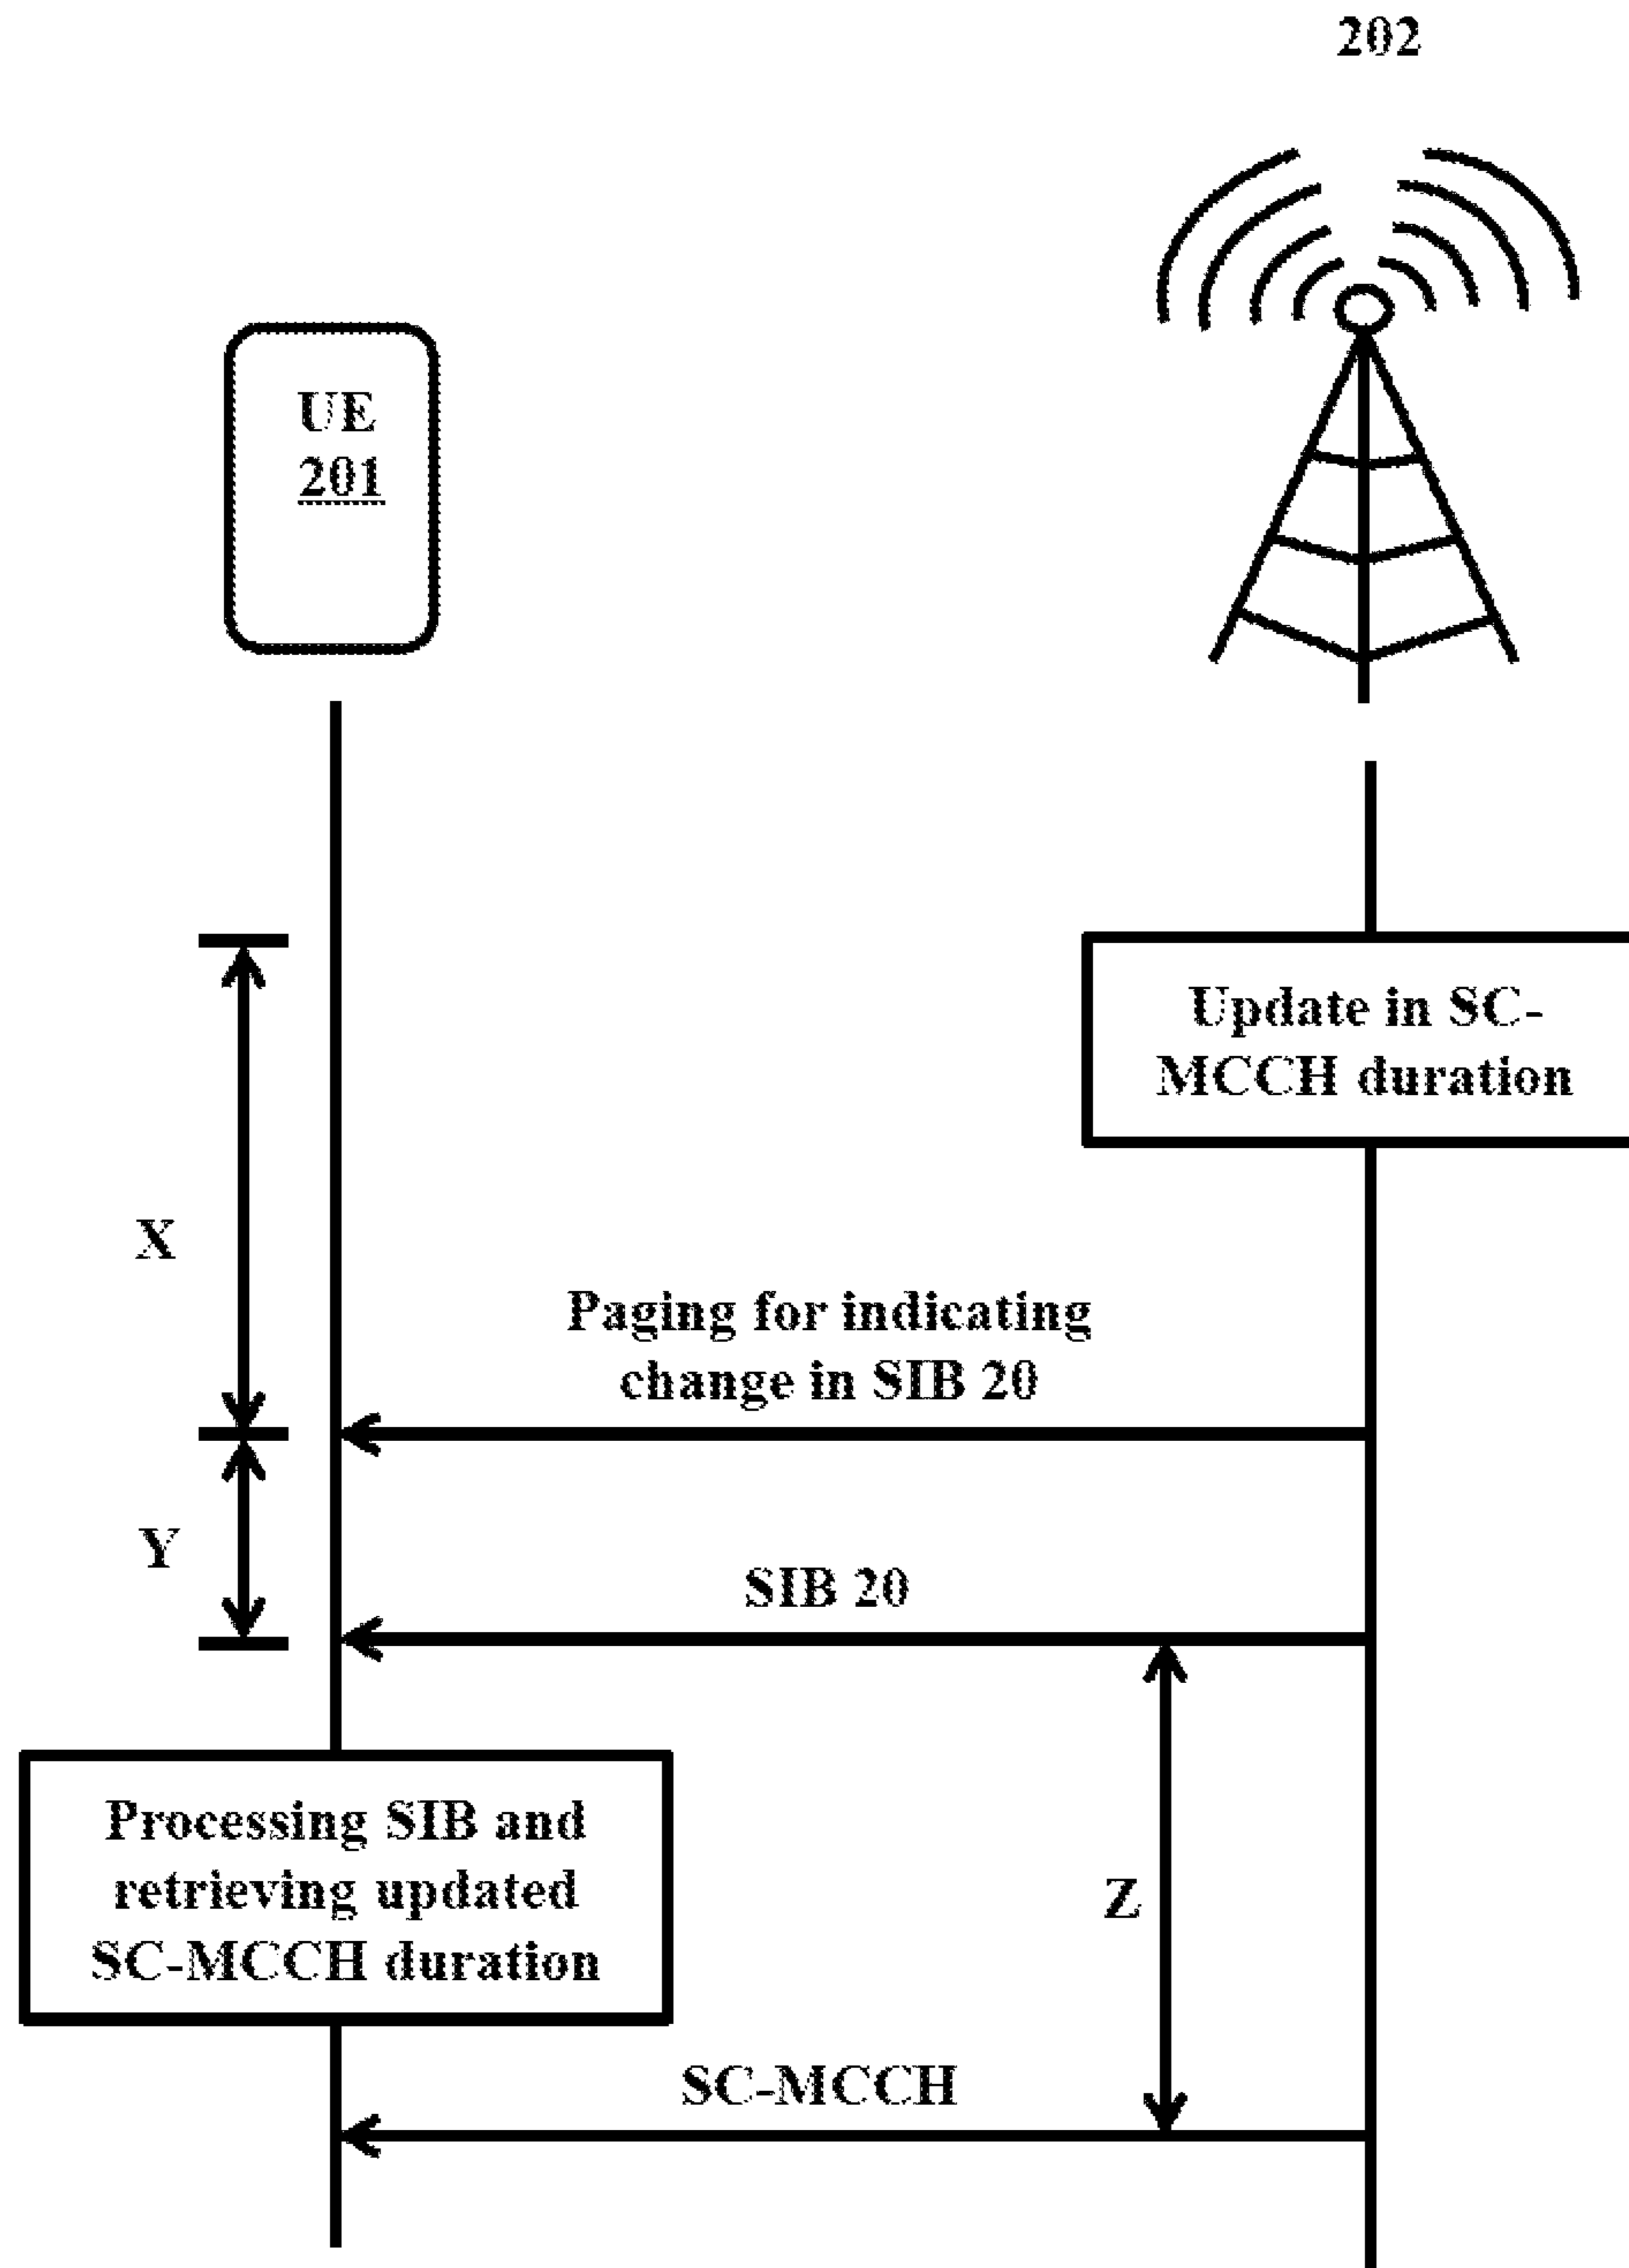 202
UE
201
Update in SC-
MCCH duration
X
Paging for indicating
change in SIB 20
Y
SIB 20
Processing SIB and
retrieving updated
SC-MCCH duration
Z
SC-MCCH